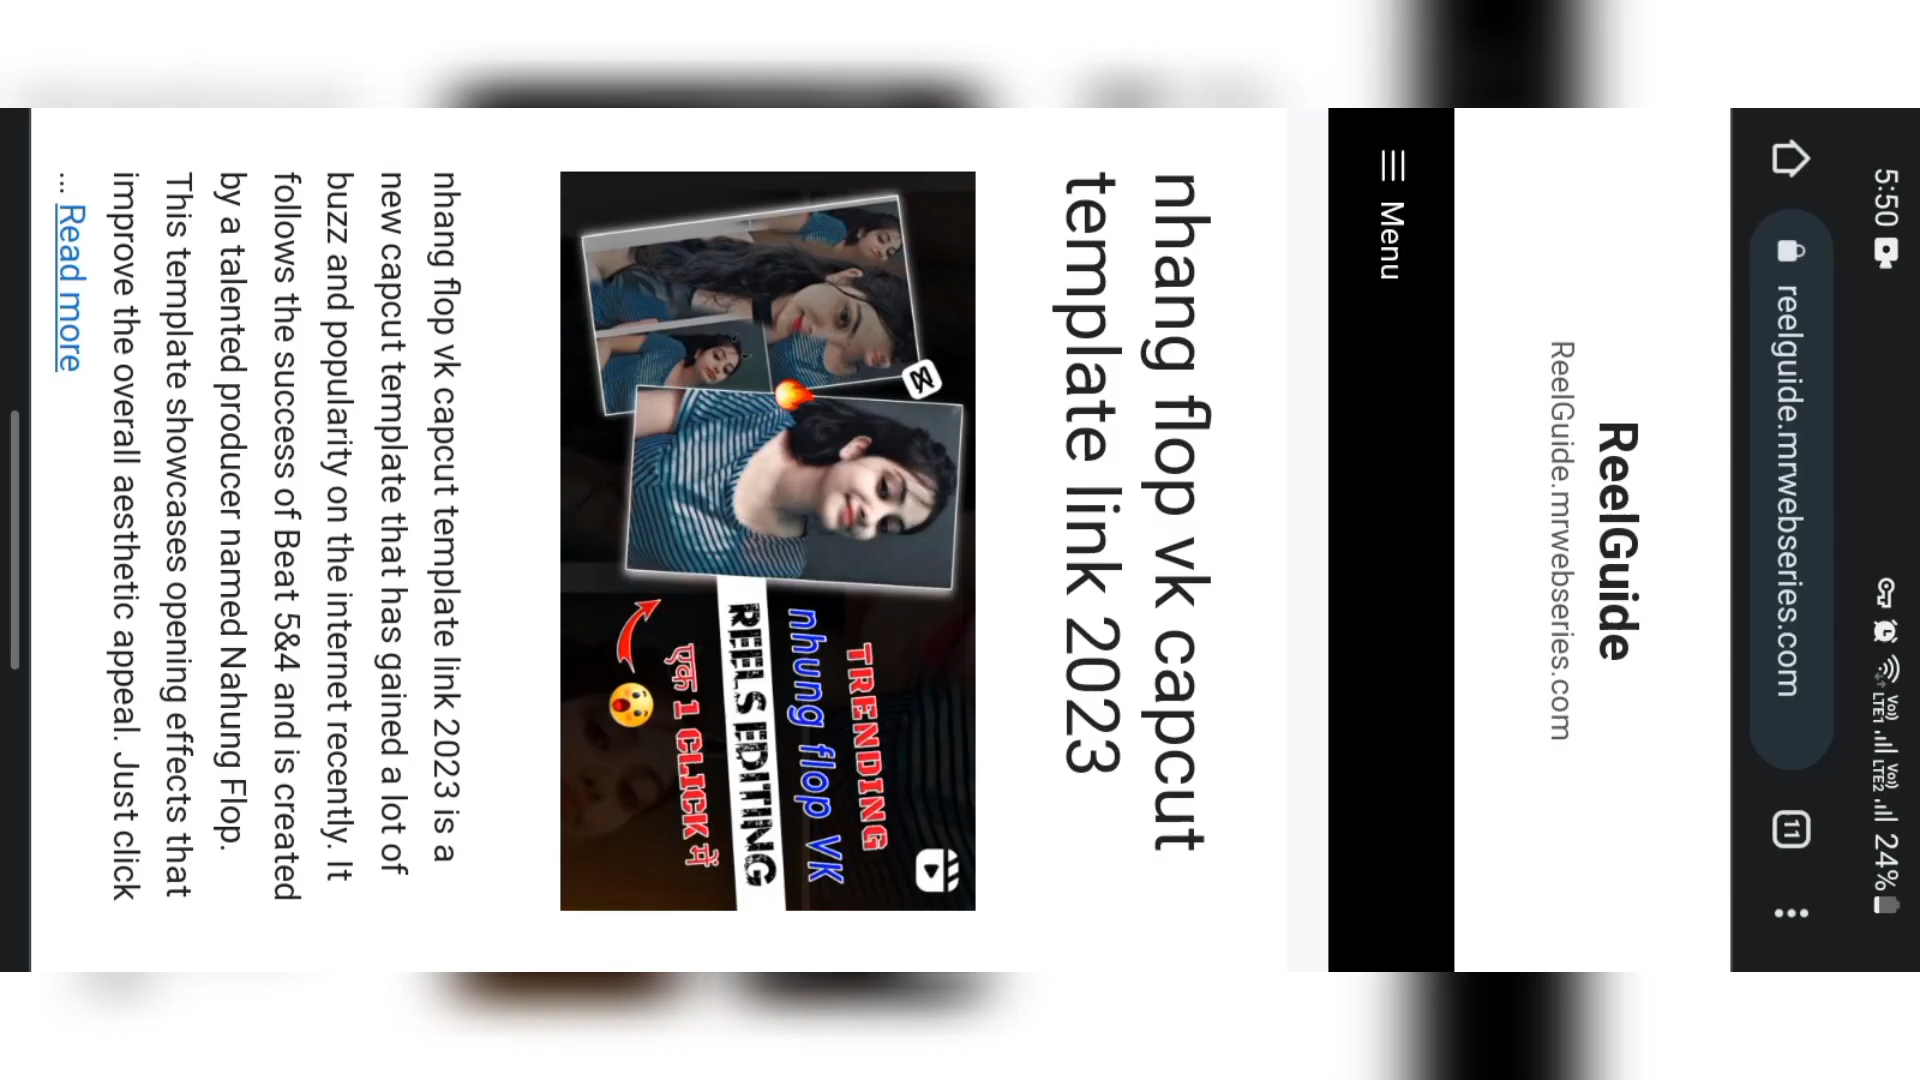 5:50 LTE1 LTE2 24%
reelguide.mrwebseries.com 11
ReelGuide
ReelGuide.mrwebseries.com
Menu
nhang flop vk capcut
template link 2023
TRENDING
nhung flop VK
REELS EDITING
एक 1 CLICK में
nhang flop vk capcut template link 2023 is a
new capcut template that has gained a lot of
buzz and popularity on the internet recently. It
follows the success of Beat 5&4 and is created
by a talented producer named Nahung Flop.
This template showcases opening effects that
improve the overall aesthetic appeal. Just click
... Read more